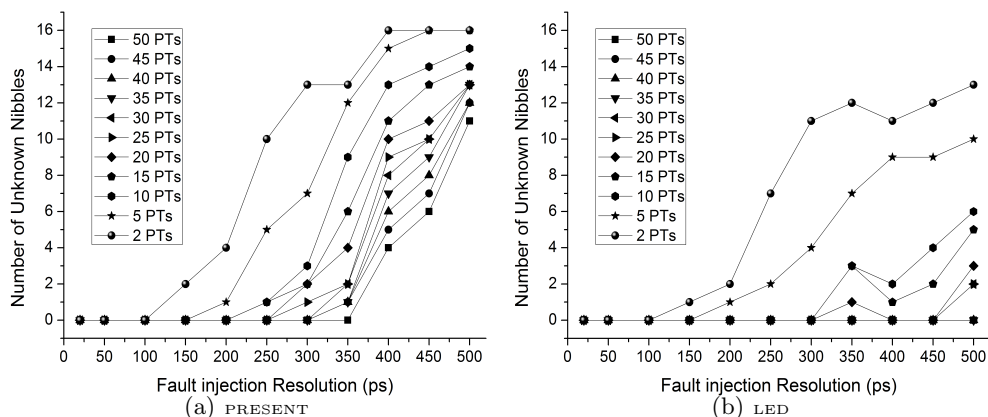 Number of Unknown Nibbles
16
14
12
10
8
6
4
2
0
50 PTs
45 PTs
40 PTs
35 PTs
30 PTs
25 PTs
20 PTs
15 PTs
10 PTs
5 PTs
2 PTs
0 50 100 150 200 250 300 350 400 450 500
Fault injection Resolution (ps)
(a) PRESENT
Number of Unknown Nibbles
16
14
12
10
8
6
4
2
0
50 PTs
45 PTs
40 PTs
35 PTs
30 PTs
25 PTs
20 PTs
15 PTs
10 PTs
5 PTs
2 PTs
0 50 100 150 200 250 300 350 400 450 500
Fault injection Resolution (ps)
(b) LED